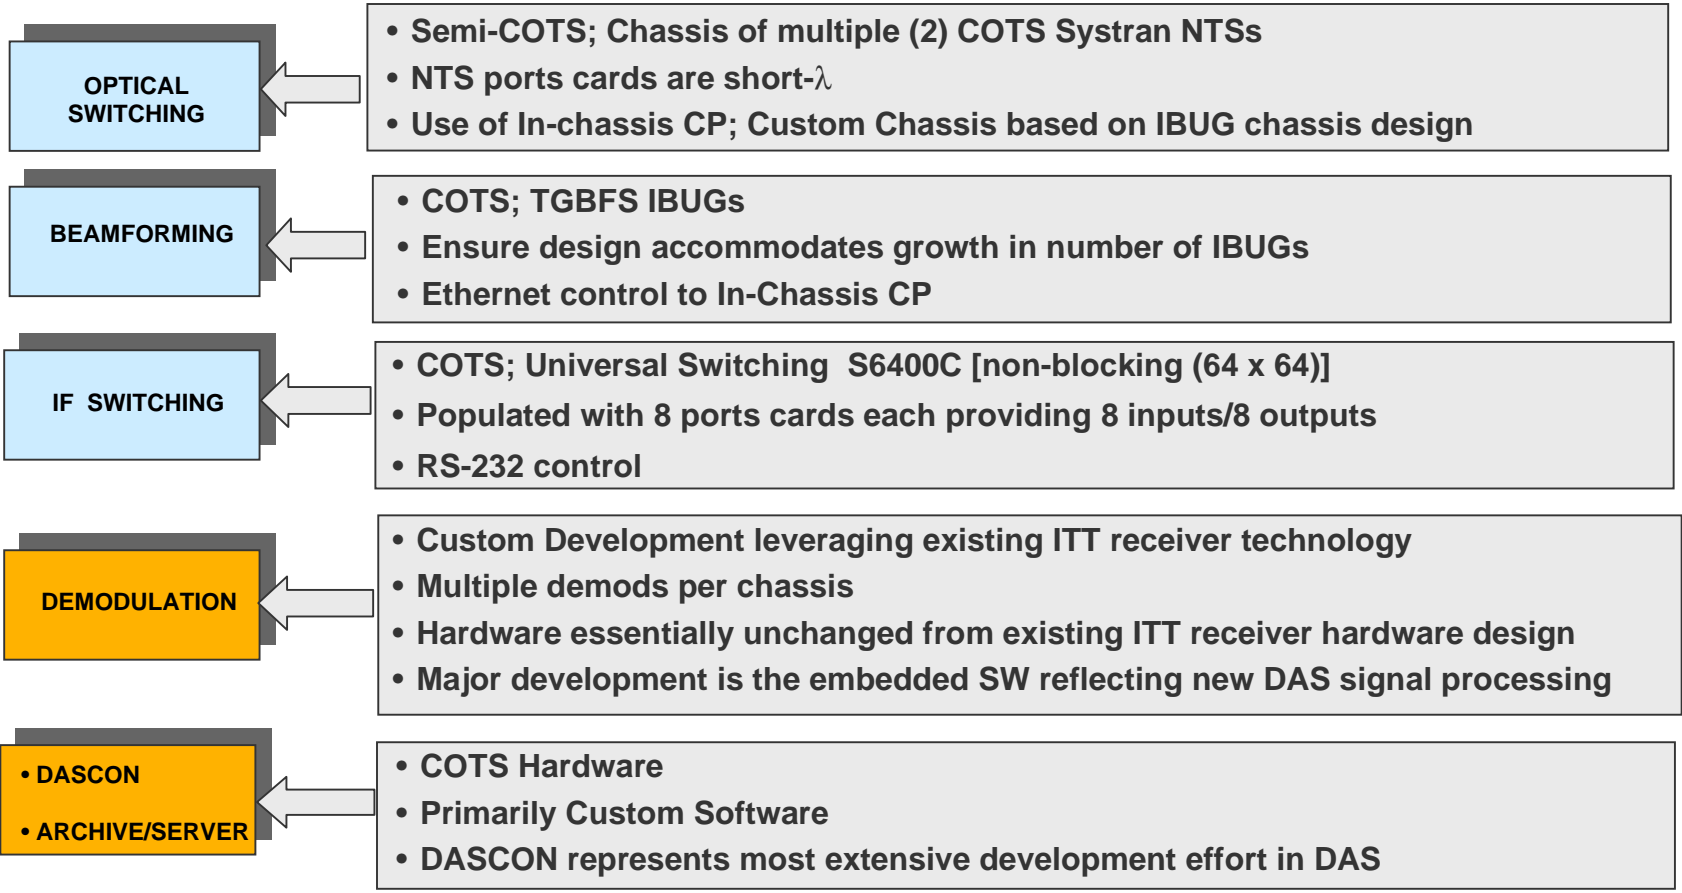 OPTICAL
SWITCHING
• Semi-COTS; Chassis of multiple (2) COTS Systran NTSs
• NTS ports cards are short-λ
• Use of In-chassis CP; Custom Chassis based on IBUG chassis design
BEAMFORMING
• COTS; TGBFS IBUGs
• Ensure design accommodates growth in number of IBUGs
• Ethernet control to In-Chassis CP
IF SWITCHING
• COTS; Universal Switching S6400C [non-blocking (64 x 64)]
• Populated with 8 ports cards each providing 8 inputs/8 outputs
• RS-232 control
DEMODULATION
• Custom Development leveraging existing ITT receiver technology
• Multiple demods per chassis
• Hardware essentially unchanged from existing ITT receiver hardware design
• Major development is the embedded SW reflecting new DAS signal processing
• DASCON
• ARCHIVE/SERVER
• COTS Hardware
• Primarily Custom Software
• DASCON represents most extensive development effort in DAS